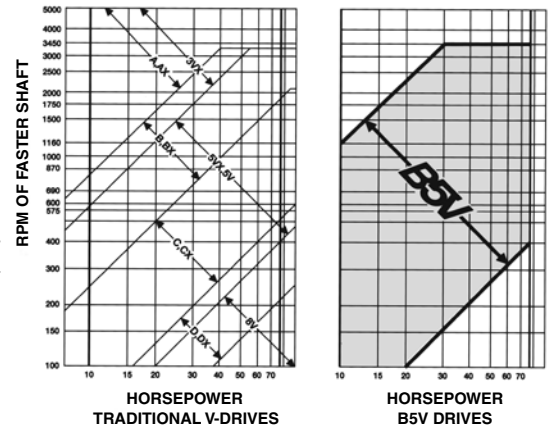 RPM OF FASTER SHAFT
5000
4000
3450
3000
2500
2000
1750
1500
1160
1000
870
690
600
575
400
300
200
150
100
A,AX
3VX
B,BX
5VX,5V
C,CX
8V
D,DX
10 15 20 30 40 50 60 70
HORSEPOWER
TRADITIONAL V-DRIVES
B5V
10 15 20 30 40 50 60 70
HORSEPOWER
B5V DRIVES